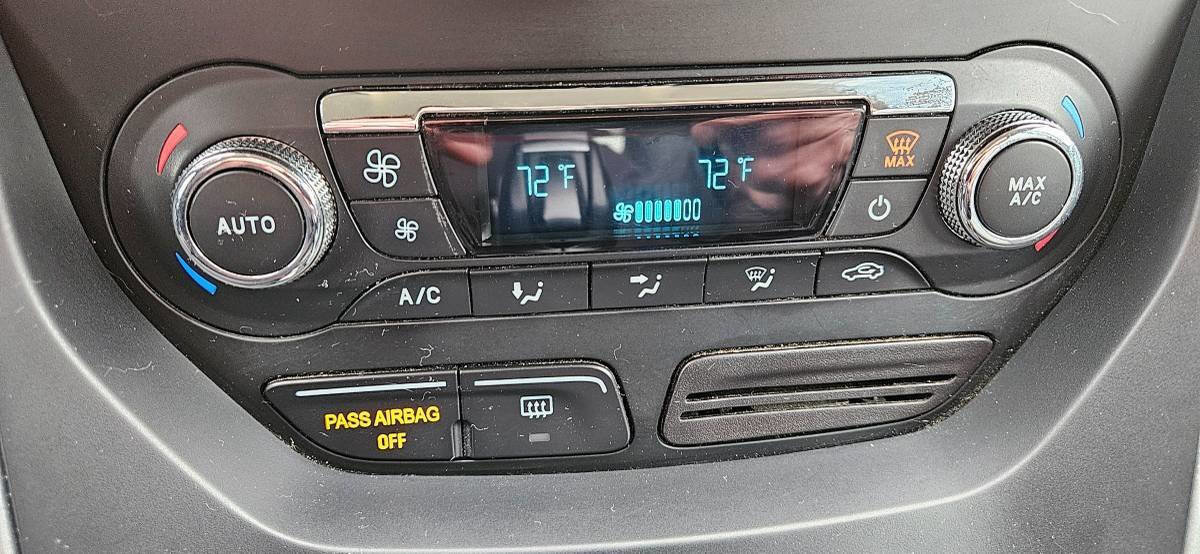 AUTO
72 °F
72 °F
MAX
MAX
A/C
A/C
PASS AIRBAG
OFF